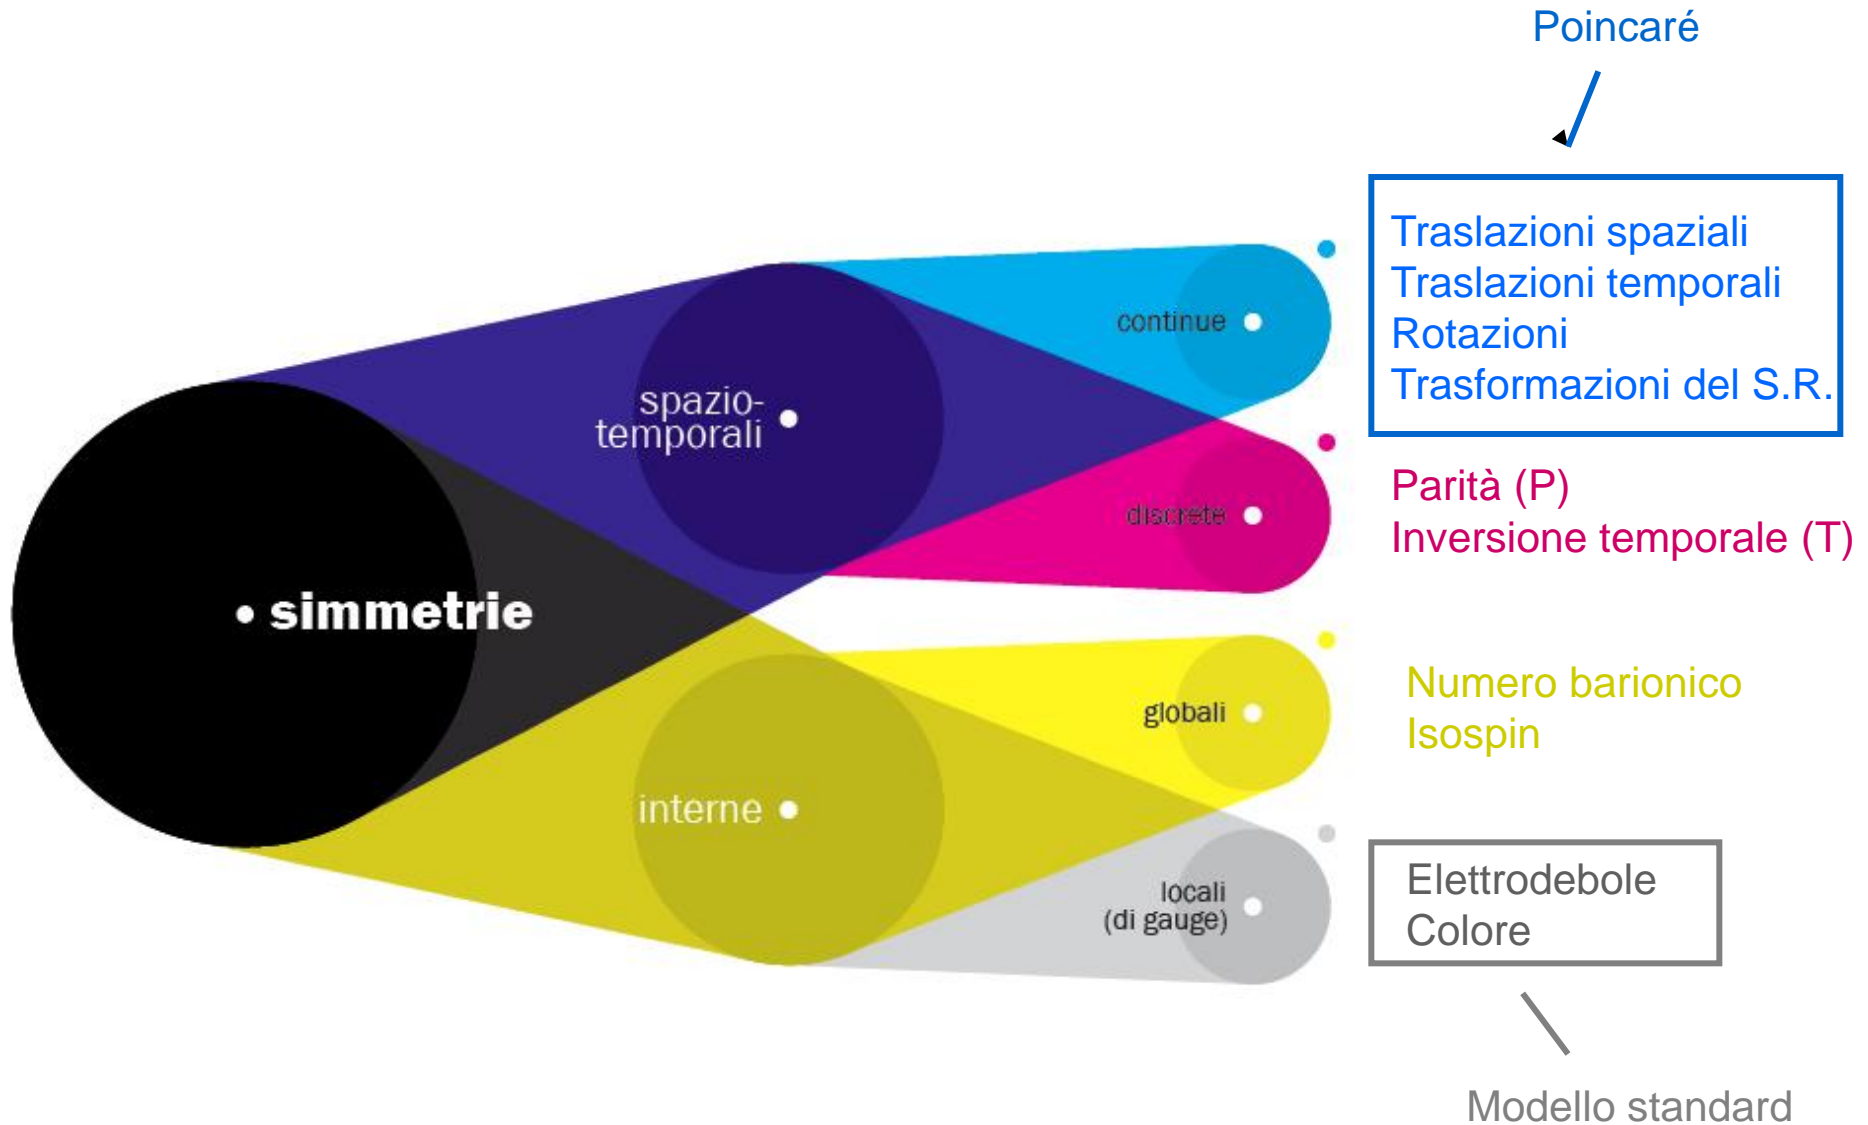 Poincaré
Traslazioni spaziali
Traslazioni temporali
Rotazioni
Trasformazioni del S.R.
continue
spazio-
temporali
discrete
Parità (P)
Inversione temporale (T)
simmetrie
globali
Numero barionico
Isospin
interne
locali
(di gauge)
Elettrodebole
Colore
Modello standard